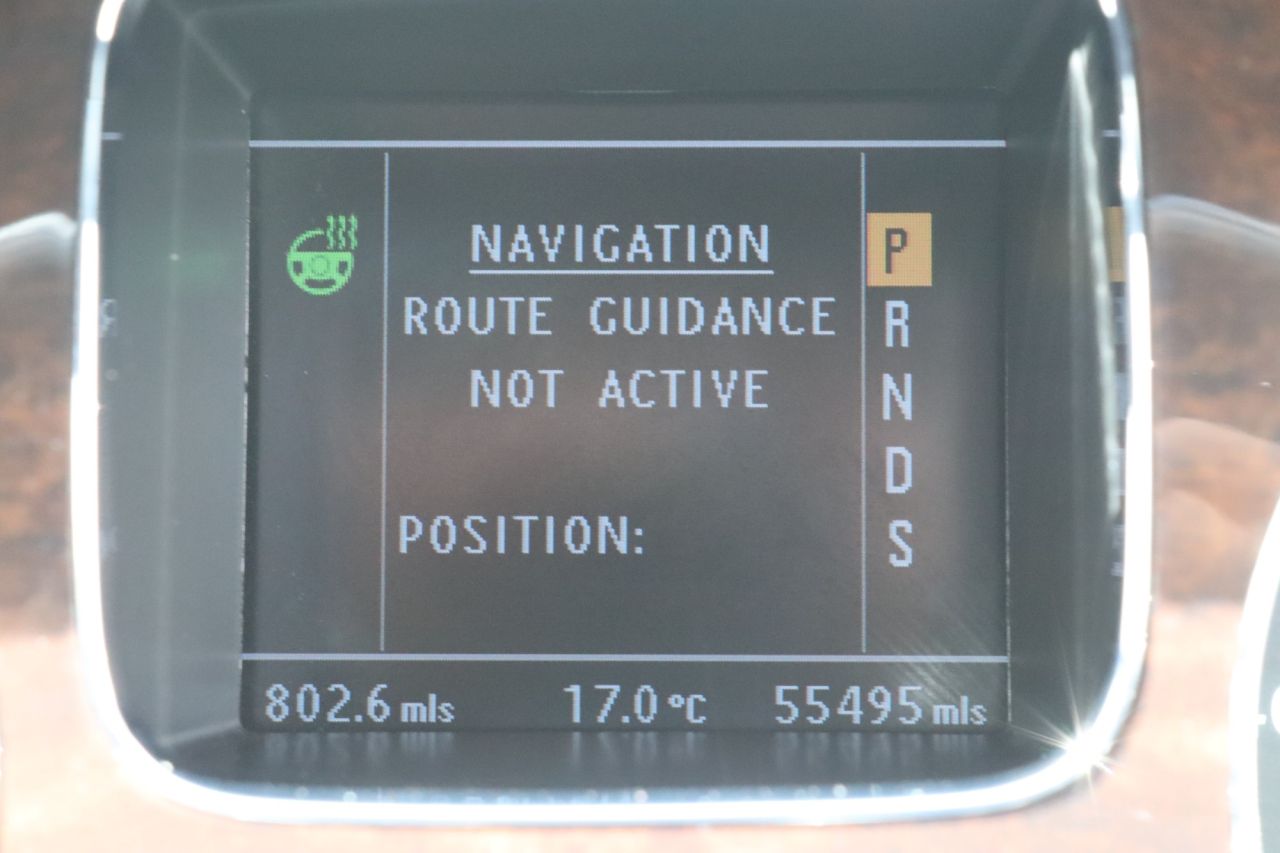 NAVIGATION
ROUTE GUIDANCE
NOT ACTIVE
POSITION:
P
R
N
D
S
802.6 mls 17.0 °C 55495 mls